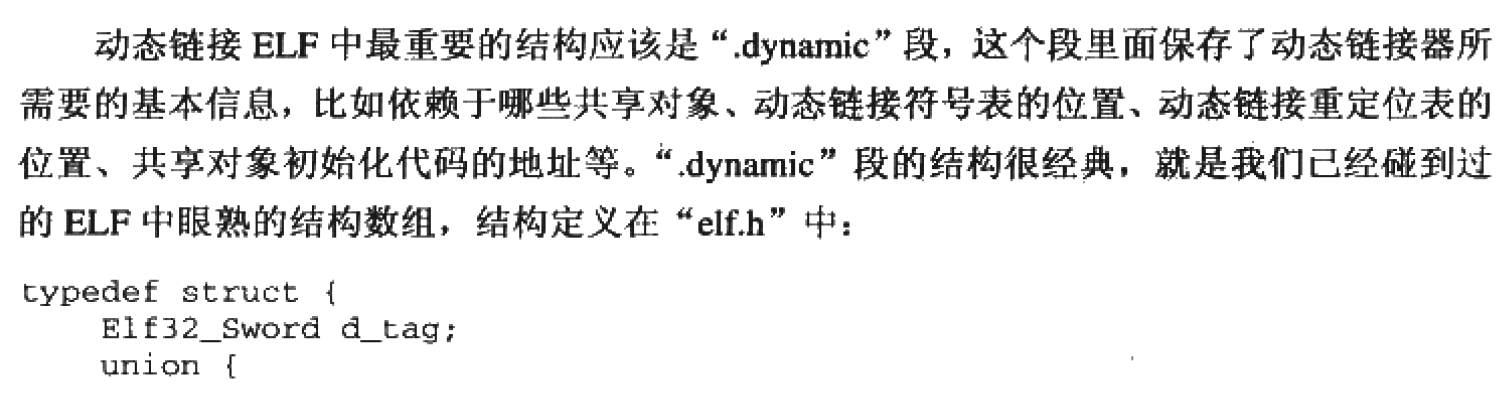 动态链接 ELF 中最重要的结构应该是“.dynamic”段，这个段里面保存了动态链接器所
需要的基本信息，比如依赖于哪些共享对象、动态链接符号表的位置、动态链接重定位表的
位置、共享对象初始化代码的地址等。“.dynamic”段的结构很经典，就是我们已经碰到过
的 ELF 中眼熟的结构数组，结构定义在“elf.h”中：
typedef struct {
    Elf32_Sword d_tag;
    union {